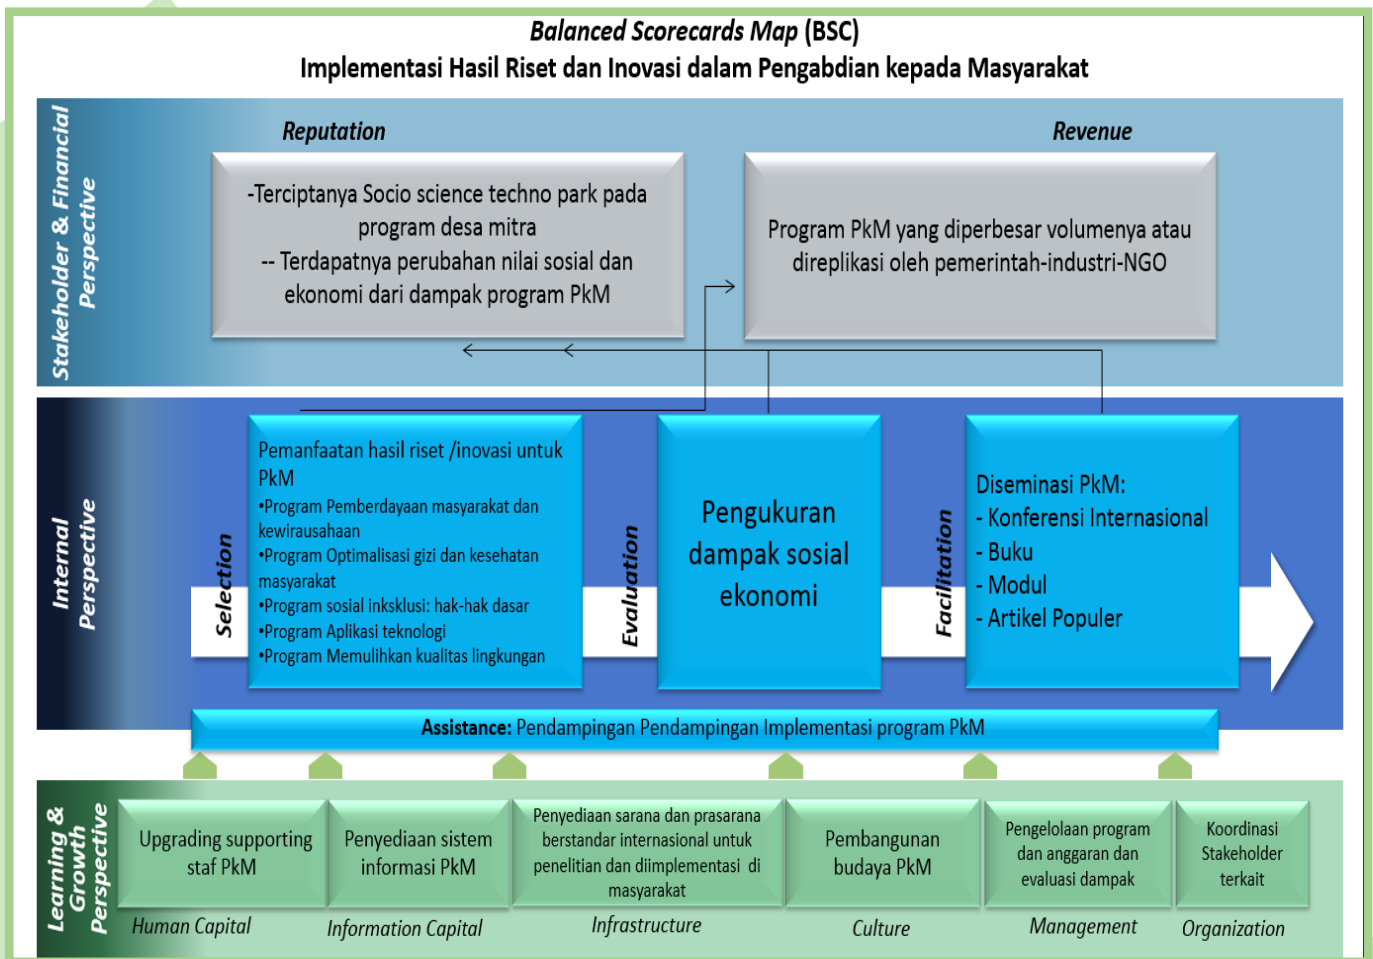 Balanced Scorecards Map (BSC)
Implementasi Hasil Riset dan Inovasi dalam Pengabdian kepada Masyarakat
Stakeholder & Financial
Perspective
Reputation
-Terciptanya Socio science techno park pada
program desa mitra
-- Terdapatnya perubahan nilai sosial dan
ekonomi dari dampak program PkM
Revenue
Program PkM yang diperbesar volumenya atau
direplikasi oleh pemerintah-industri-NGO
Internal
Perspective
Selection
Pemanfaatan hasil riset /inovasi untuk
PkM
•Program Pemberdayaan masyarakat dan
kewirausahaan
•Program Optimalisasi gizi dan kesehatan
masyarakat
•Program sosial inksklusi: hak-hak dasar
•Program Aplikasi teknologi
•Program Memulihkan kualitas lingkungan
Evaluation
Pengukuran
dampak sosial
ekonomi
Facilitation
Diseminasi PkM:
- Konferensi Internasional
- Buku
- Modul
- Artikel Populer
Assistance: Pendampingan Pendampingan Implementasi program PkM
Learning &
Growth
Perspective
Upgrading supporting
staf PkM
Human Capital
Penyediaan sistem
informasi PkM
Information Capital
Penyediaan sarana dan prasarana
berstandar internasional untuk
penelitian dan diimplementasi di
masyarakat
Infrastructure
Pembangunan
budaya PkM
Culture
Pengelolaan program
dan anggaran dan
evaluasi dampak
Management
Koordinasi
Stakeholder
terkait
Organization